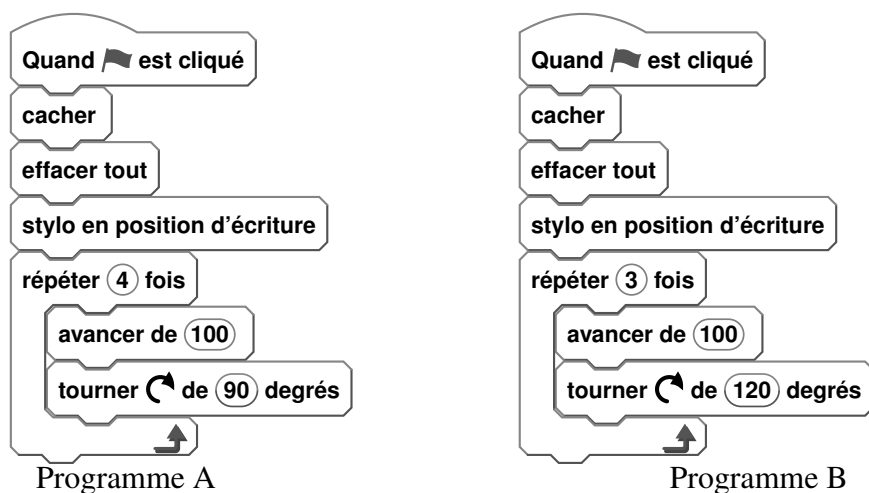 Quand est cliqué
cacher
effacer tout
stylo en position d'écriture
répéter 4 fois
avancer de 100
tourner de 90 degrés
Programme A
Quand est cliqué
cacher
effacer tout
stylo en position d'écriture
répéter 3 fois
avancer de 100
tourner de 120 degrés
Programme B